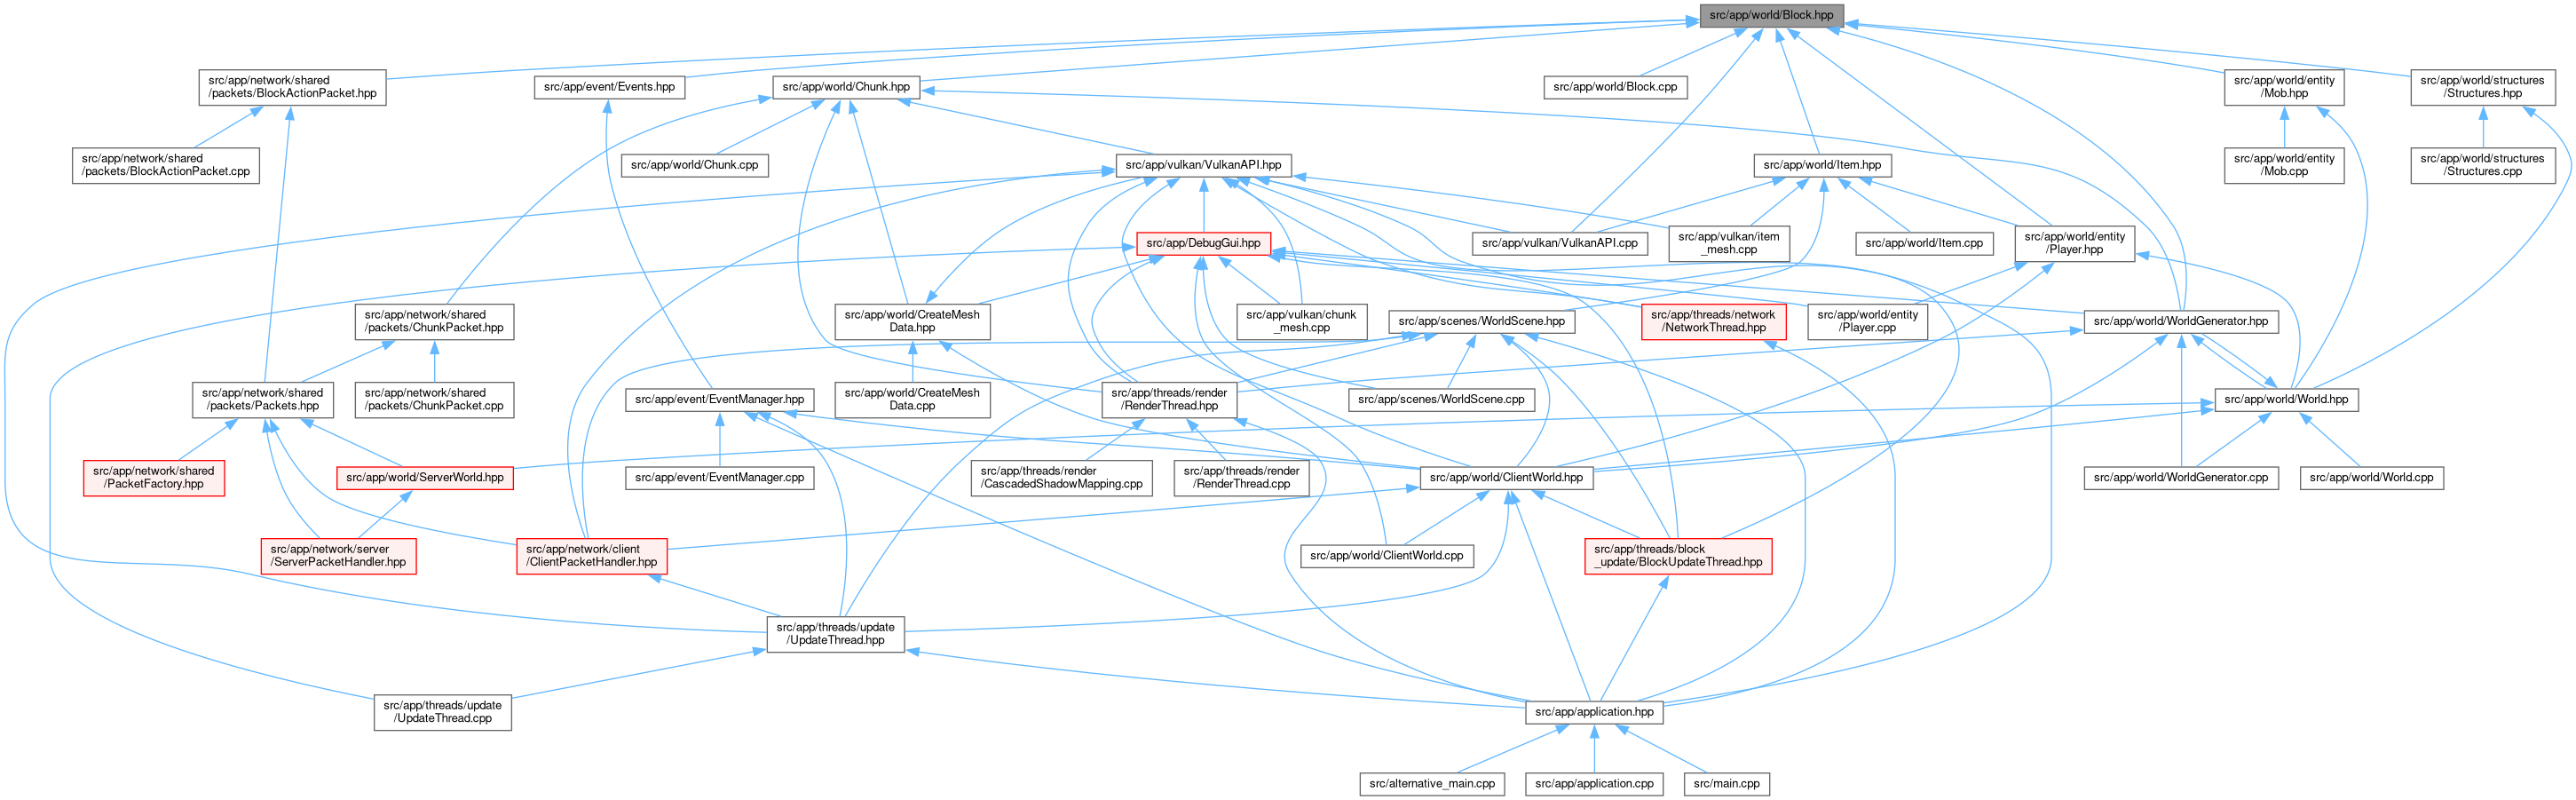 src/app/world/Block.hpp
src/app/network/shared
/packets/BlockActionPacket.hpp
src/app/event/Events.hpp
src/app/world/Chunk.hpp
src/app/world/Block.cpp
src/app/world/entity
/Mob.hpp
src/app/world/structures
/Structures.hpp
src/app/network/shared
/packets/BlockActionPacket.cpp
src/app/world/Chunk.cpp
src/app/vulkan/VulkanAPI.hpp
src/app/world/Item.hpp
src/app/world/entity
/Mob.cpp
src/app/world/structures
/Structures.cpp
src/app/DebugGui.hpp
src/app/vulkan/VulkanAPI.cpp
src/app/vulkan/item
_mesh.cpp
src/app/world/Item.cpp
src/app/world/entity
/Player.hpp
src/app/network/shared
/packets/ChunkPacket.hpp
src/app/world/CreateMesh
Data.hpp
src/app/vulkan/chunk
_mesh.cpp
src/app/scenes/WorldScene.hpp
src/app/threads/network
/NetworkThread.hpp
src/app/world/entity
/Player.cpp
src/app/world/WorldGenerator.hpp
src/app/network/shared
/packets/Packets.hpp
src/app/network/shared
/packets/ChunkPacket.cpp
src/app/event/EventManager.hpp
src/app/world/CreateMesh
Data.cpp
src/app/threads/render
/RenderThread.hpp
src/app/scenes/WorldScene.cpp
src/app/world/World.hpp
src/app/network/shared
/PacketFactory.hpp
src/app/world/ServerWorld.hpp
src/app/event/EventManager.cpp
src/app/threads/render
/CascadedShadowMapping.cpp
src/app/threads/render
/RenderThread.cpp
src/app/world/ClientWorld.hpp
src/app/world/WorldGenerator.cpp
src/app/world/World.cpp
src/app/network/server
/ServerPacketHandler.hpp
src/app/network/client
/ClientPacketHandler.hpp
src/app/world/ClientWorld.cpp
src/app/threads/block
_update/BlockUpdateThread.hpp
src/app/threads/update
/UpdateThread.hpp
src/app/threads/update
/UpdateThread.cpp
src/app/application.hpp
src/alternative_main.cpp
src/app/application.cpp
src/main.cpp